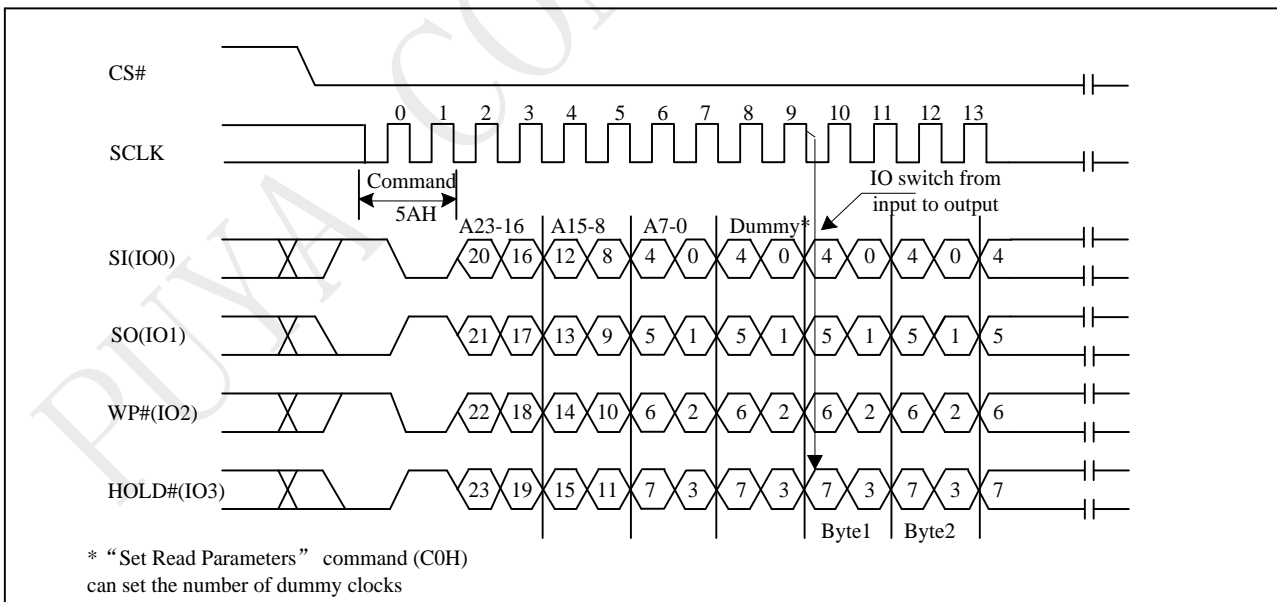 PUYA CON
CS#
0 1 2 3 4 5 6 7 8 9 10 11 12 13
SCLK
Command
IO switch from
5AH
input to output
A23-16 A15-8 A7-0 Dummy*
SI(IO0) 20 16 12 8 4 0 4 0 4 0 4 0 4
SO(IO1) 21 17 13 9 5 1 5 1 5 1 5 1 5
WP#(IO2) 22 18 14 10 6 2 6 2 6 2 6 2 6
HOLD#(IO3) 23 19 15 11 7 3 7 3 7 3 7 3 7
Byte1 Byte2
* “Set Read Parameters” command (C0H)
can set the number of dummy clocks